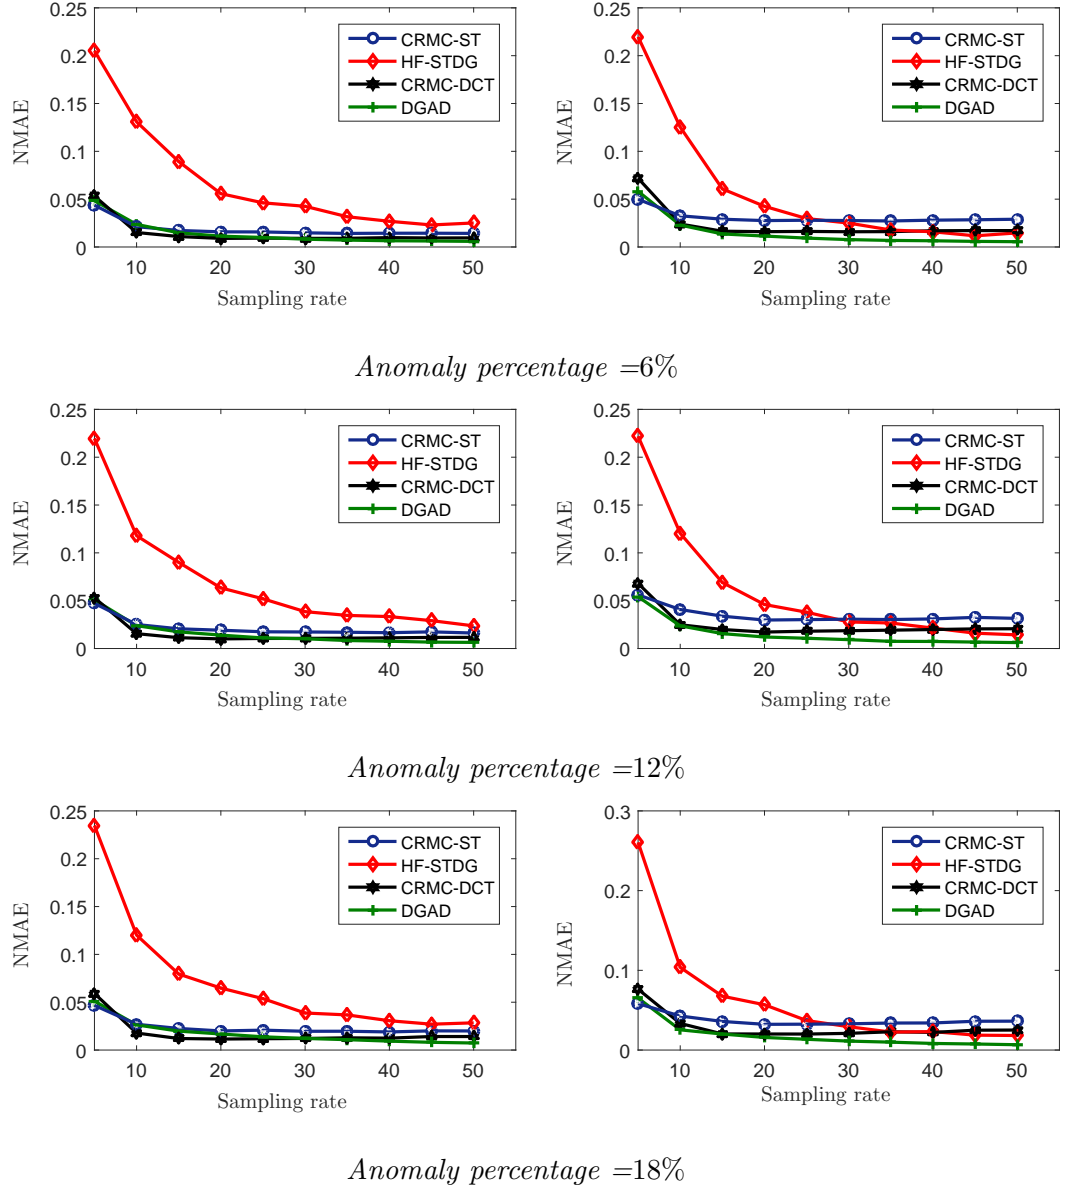 0.25
0.2
0.15
0.1
0.05
0
NMAE
10 20 30 40 50
Sampling rate
CRMC-ST
HF-STDG
CRMC-DCT
DGAD
0.25
0.2
0.15
0.1
0.05
0
NMAE
10 20 30 40 50
Sampling rate
CRMC-ST
HF-STDG
CRMC-DCT
DGAD
Anomaly percentage =6%
0.25
0.2
0.15
0.1
0.05
0
NMAE
10 20 30 40 50
Sampling rate
CRMC-ST
HF-STDG
CRMC-DCT
DGAD
0.25
0.2
0.15
0.1
0.05
0
NMAE
10 20 30 40 50
Sampling rate
CRMC-ST
HF-STDG
CRMC-DCT
DGAD
Anomaly percentage =12%
0.25
0.2
0.15
0.1
0.05
0
NMAE
10 20 30 40 50
Sampling rate
CRMC-ST
HF-STDG
CRMC-DCT
DGAD
0.3
0.2
0.1
0
NMAE
10 20 30 40 50
Sampling rate
CRMC-ST
HF-STDG
CRMC-DCT
DGAD
Anomaly percentage =18%